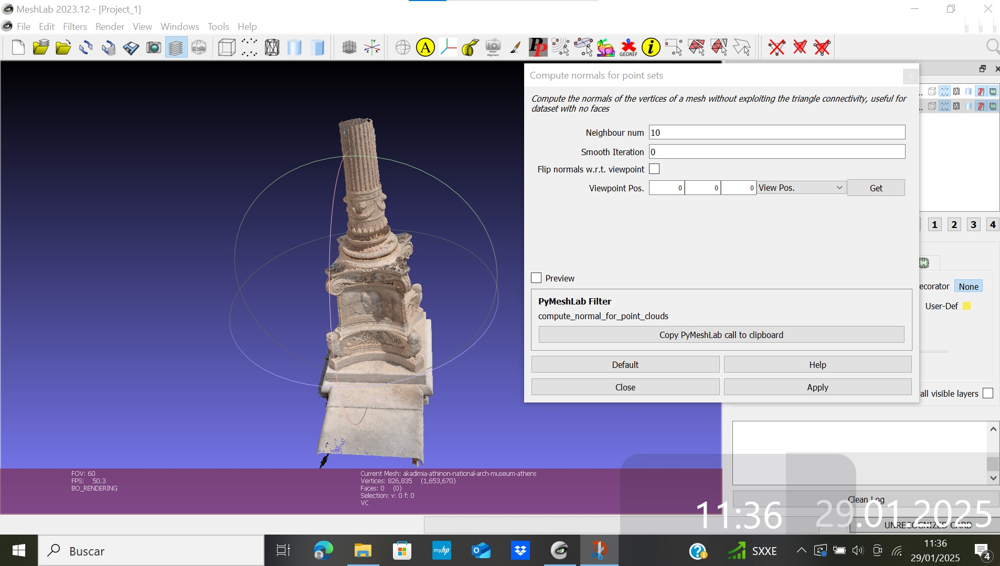 MeshLab 2023.12 - [Project_1]
File Edit Filters Render View Windows Tools Help
A
Raster Alignment
PP
GEOREF
i
Compute normals for point sets
Compute the normals of the vertices of a mesh without exploiting the triangle connectivity, useful for
dataset with no faces
Neighbour num 10
Smooth Iteration 0
Flip normals w.r.t. viewpoint
Viewpoint Pos. 0 0 0 View Pos. Get
Preview
PyMeshLab Filter
compute_normal_for_point_clouds
Copy PyMeshLab call to clipboard
Default Help
Close Apply
1 2 3 4
ecorator None
User-Def
all visible layers
Clean Log
UNRECOGNIZED CARD
FOV: 60
FPS: 50.3
BO_RENDERING
Current Mesh: akadimia-athinon-national-arch-museum-athens
Vertices: 826,835 (1,653,670)
Faces: 0 (0)
Selection: v: 0 f: 0
VC
11:36 29.01.2025
Buscar
myhp
SXXE
11:36
29/01/2025
4